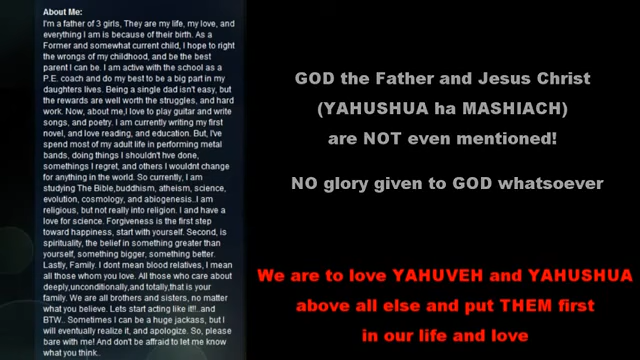 About Me:
I'm a father of 3 girls, They are my life, my love, and
everything I am is because of their birth. As a
Former and somewhat current child, I hope to right
the wrongs of my childhood, and be the best
parent I can be. I am active with the school as a
P.E. coach and do my best to be a big part in my
daughters lives. Being a single dad isn't easy, but
the rewards are well worth the struggles, and hard
work. Now, about me,I love to play guitar and write
songs, and poetry. I am currently writing my first
novel, and love reading, and education. But, I've
spend most of my adult life in performing metal
bands, doing things I shouldn't hve done,
somethings I regret, and others I wouldnt change
for anything in the world. So currently, I am
studying The Bible,buddhism, atheism, science,
evolution, cosmology, and abiogenesis..I am
religious, but not really into religion. I and have a
love for science. Forgiveness is the first step
toward happiness, start with yourself. Second, is
spirituality, the belief in something greater than
yourself, something bigger, something better.
Lastly, Family. I dont mean blood relatives, I mean
all those whom you love. All those who care about
deeply,unconditionally,and totally,that is your
family. We are all brothers and sisters, no matter
what you believe. Lets start acting like it!!..and
BTW.. Sometimes I can be a huge jackass, but I
will eventually realize it, and apologize. So, please
bare with me! And don't be afraid to let me know
what you think..
GOD the Father and Jesus Christ
(YAHUSHUA ha MASHIACH)
are NOT even mentioned!
NO glory given to GOD whatsoever
We are to love YAHUVEH and YAHUSHUA
above all else and put THEM first
in our life and love